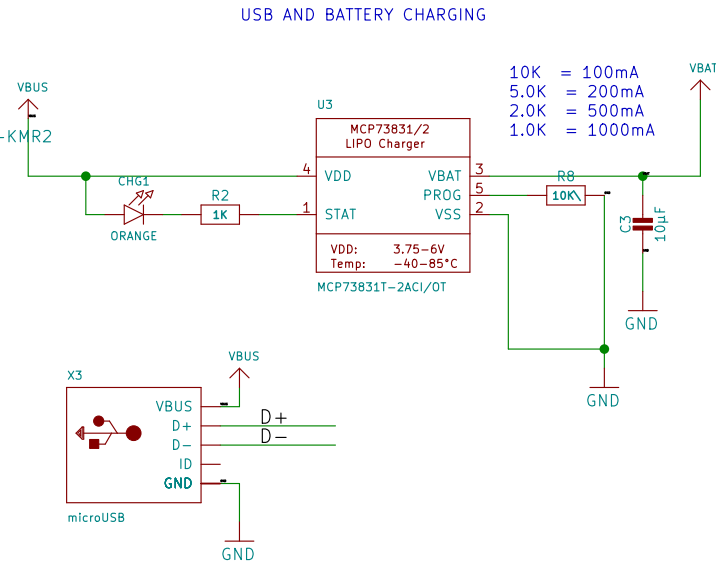 USB AND BATTERY CHARGING
VBUS
-KMR2
U3
MCP73831/2
LIPO Charger
10K = 100mA
5.0K = 200mA
2.0K = 500mA
1.0K = 1000mA
VBAT
CHG1
ORANGE
R2
1K
4 VDD
1 STAT
VBAT 3
PROG 5
VSS 2
R8
10K\
C3
10µF
GND
VDD: 3.75-6V
Temp: -40-85°C
MCP73831T-2ACI/OT
GND
X3
VBUS
VBUS
D+
D-
ID
GND
D+
D-
microUSB
GND